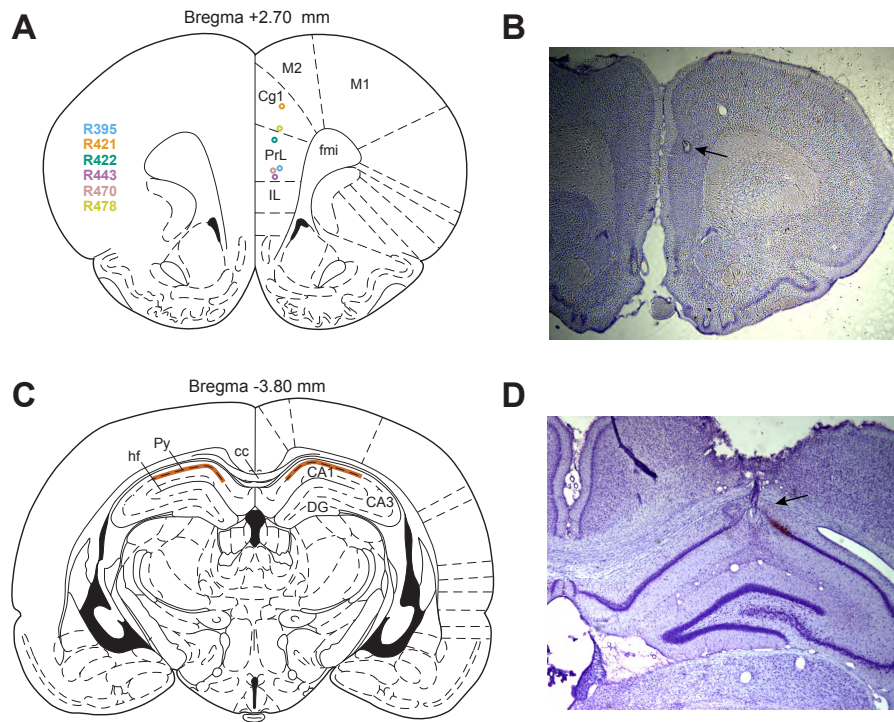 A
Bregma +2.70 mm
M2
M1
Cg1
R395
R421
R422
R443
R470
R478
PrL
fmi
IL
B
C
Bregma -3.80 mm
Py
hf
cc
CA1
CA3
DG
D